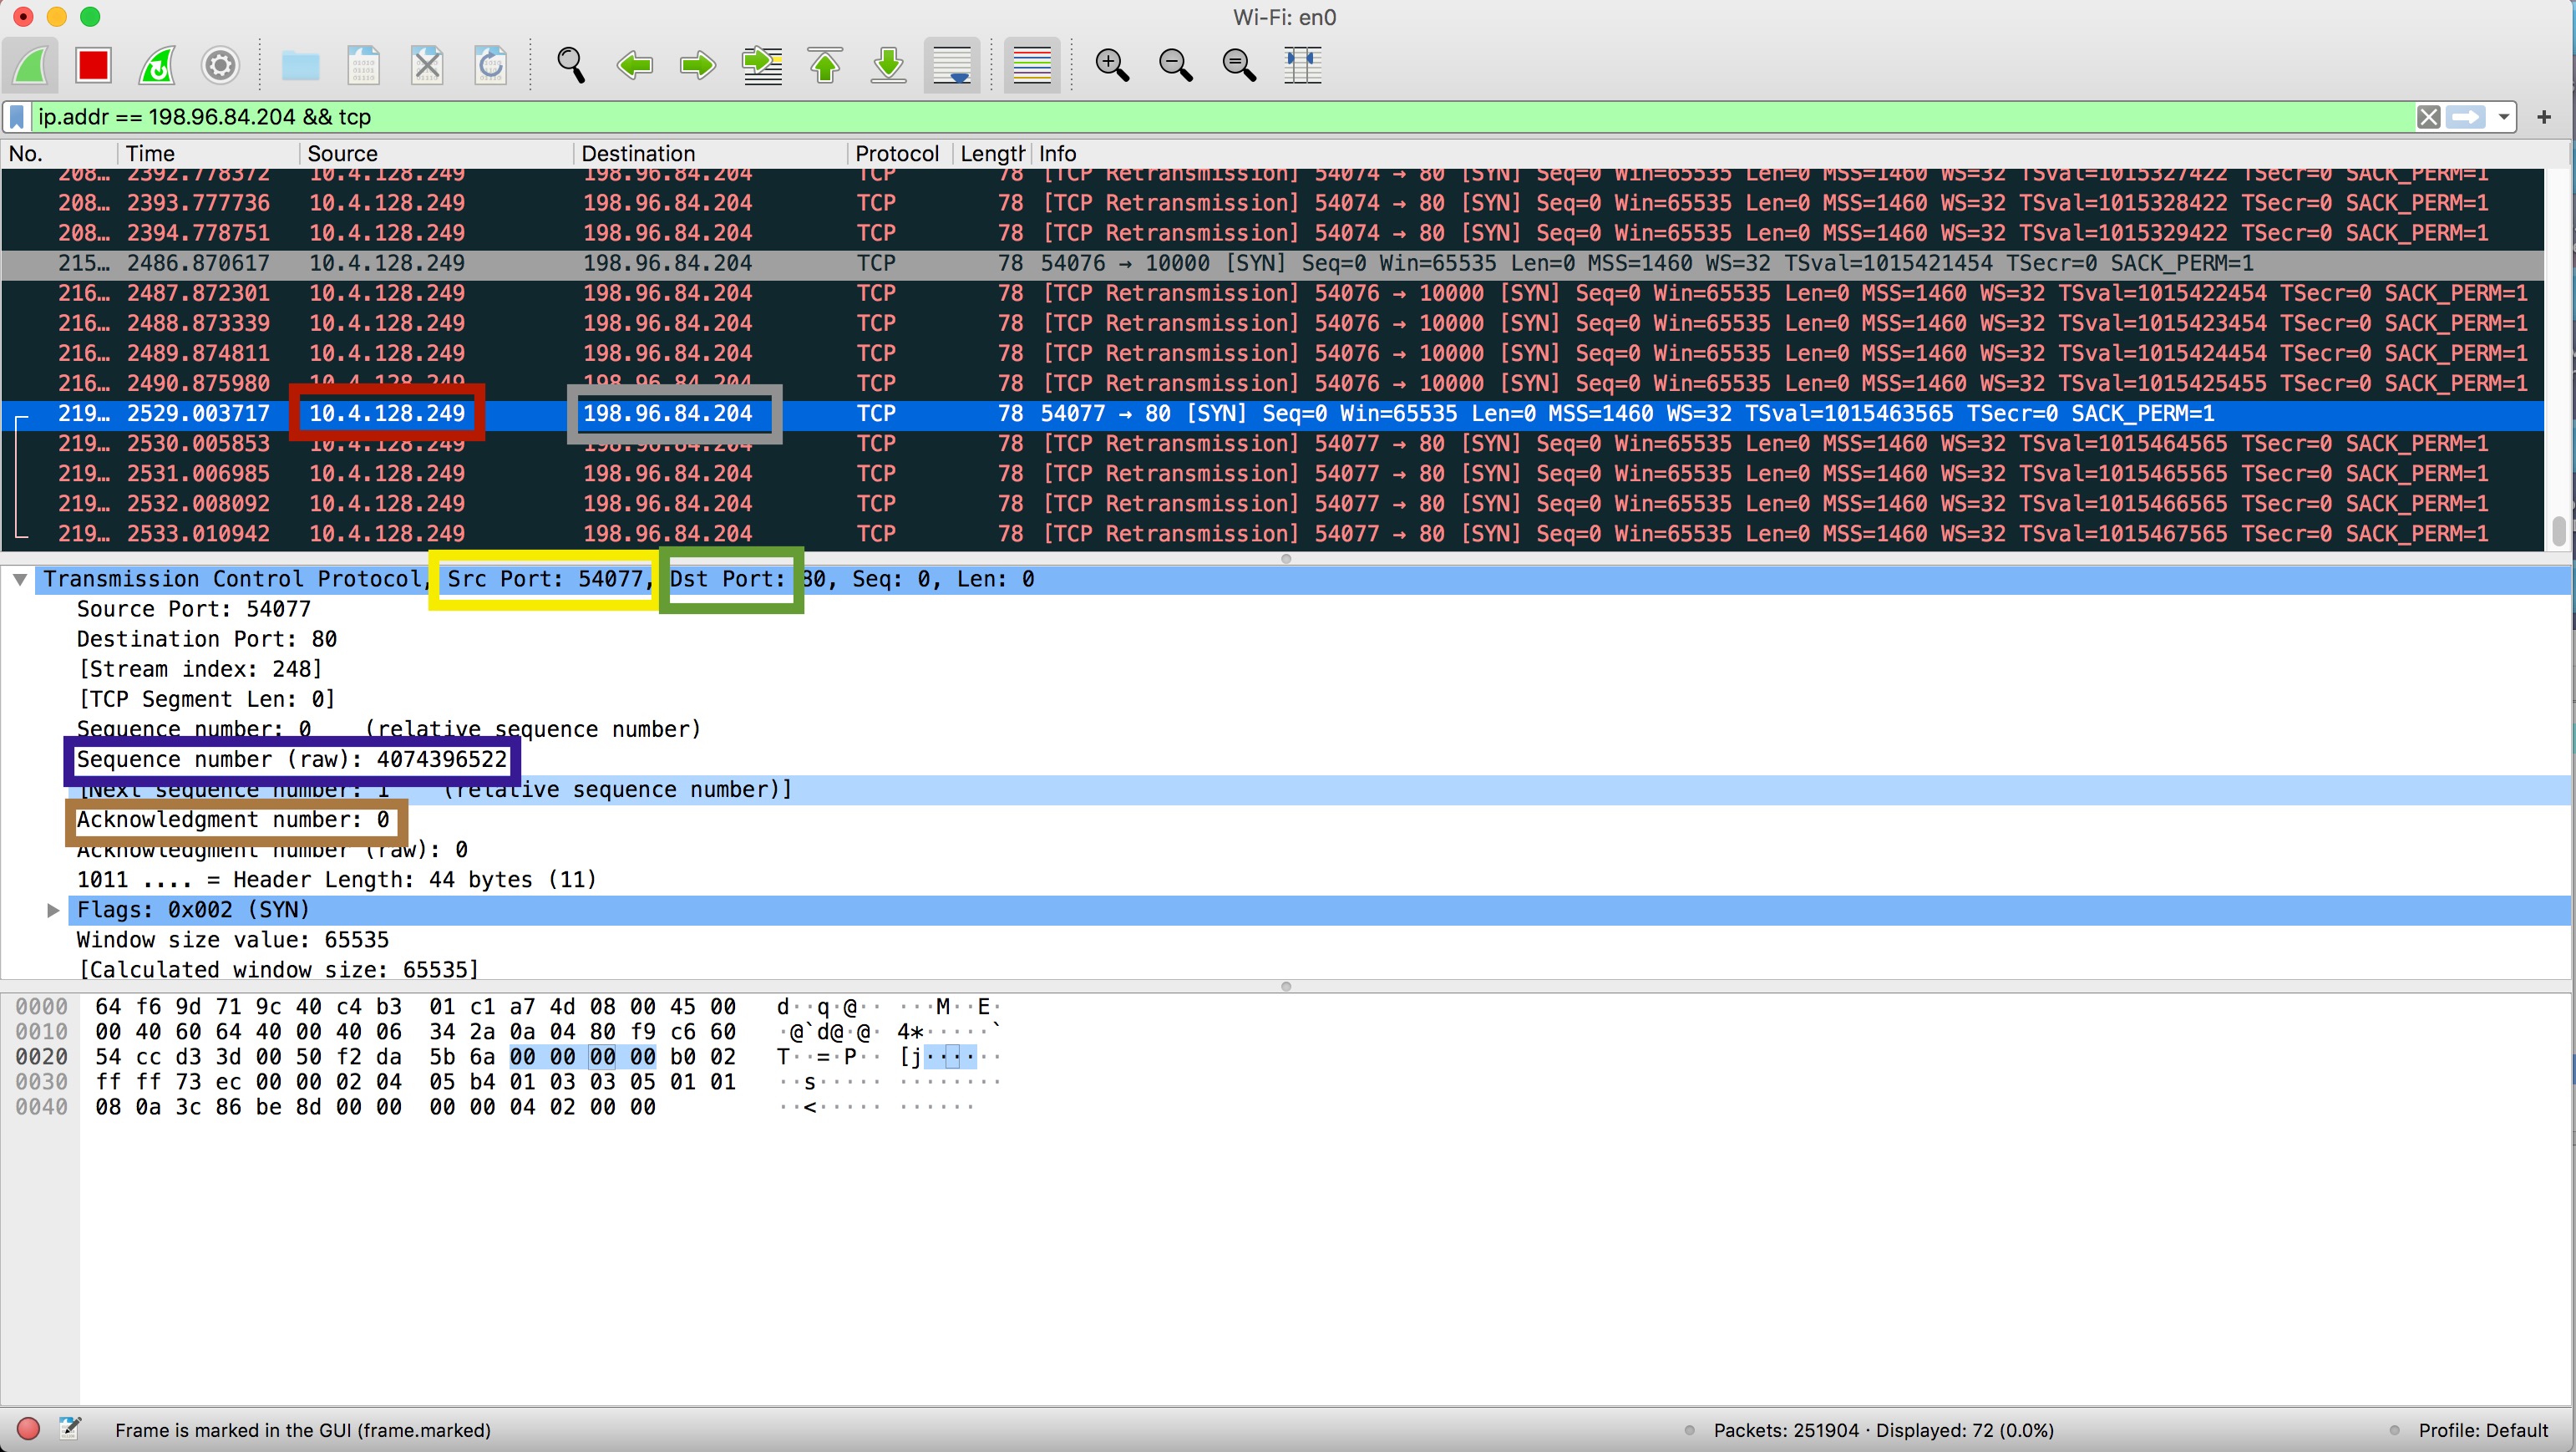 Wi-Fi: en0
ip.addr == 198.96.84.204 && tcp
No. Time Source Destination Protocol Length Info
208… 2392.778372 10.4.128.249 198.96.84.204 TCP 78 [TCP Retransmission] 54074 → 80 [SYN] Seq=0 Win=65535 Len=0 MSS=1460 WS=32 TSval=1015327422 TSecr=0 SACK_PERM=1
208… 2393.777736 10.4.128.249 198.96.84.204 TCP 78 [TCP Retransmission] 54074 → 80 [SYN] Seq=0 Win=65535 Len=0 MSS=1460 WS=32 TSval=1015328422 TSecr=0 SACK_PERM=1
208… 2394.778751 10.4.128.249 198.96.84.204 TCP 78 [TCP Retransmission] 54074 → 80 [SYN] Seq=0 Win=65535 Len=0 MSS=1460 WS=32 TSval=1015329422 TSecr=0 SACK_PERM=1
215… 2486.870617 10.4.128.249 198.96.84.204 TCP 78 54076 → 10000 [SYN] Seq=0 Win=65535 Len=0 MSS=1460 WS=32 TSval=1015421454 TSecr=0 SACK_PERM=1
216… 2487.872301 10.4.128.249 198.96.84.204 TCP 78 [TCP Retransmission] 54076 → 10000 [SYN] Seq=0 Win=65535 Len=0 MSS=1460 WS=32 TSval=1015422454 TSecr=0 SACK_PERM=1
216… 2488.873339 10.4.128.249 198.96.84.204 TCP 78 [TCP Retransmission] 54076 → 10000 [SYN] Seq=0 Win=65535 Len=0 MSS=1460 WS=32 TSval=1015423454 TSecr=0 SACK_PERM=1
216… 2489.874811 10.4.128.249 198.96.84.204 TCP 78 [TCP Retransmission] 54076 → 10000 [SYN] Seq=0 Win=65535 Len=0 MSS=1460 WS=32 TSval=1015424454 TSecr=0 SACK_PERM=1
216… 2490.875980 10.4.128.249 198.96.84.204 TCP 78 [TCP Retransmission] 54076 → 10000 [SYN] Seq=0 Win=65535 Len=0 MSS=1460 WS=32 TSval=1015425455 TSecr=0 SACK_PERM=1
219… 2529.003717 10.4.128.249 198.96.84.204 TCP 78 54077 → 80 [SYN] Seq=0 Win=65535 Len=0 MSS=1460 WS=32 TSval=1015463565 TSecr=0 SACK_PERM=1
219… 2530.005853 10.4.128.249 198.96.84.204 TCP 78 [TCP Retransmission] 54077 → 80 [SYN] Seq=0 Win=65535 Len=0 MSS=1460 WS=32 TSval=1015464565 TSecr=0 SACK_PERM=1
219… 2531.006985 10.4.128.249 198.96.84.204 TCP 78 [TCP Retransmission] 54077 → 80 [SYN] Seq=0 Win=65535 Len=0 MSS=1460 WS=32 TSval=1015465565 TSecr=0 SACK_PERM=1
219… 2532.008092 10.4.128.249 198.96.84.204 TCP 78 [TCP Retransmission] 54077 → 80 [SYN] Seq=0 Win=65535 Len=0 MSS=1460 WS=32 TSval=1015466565 TSecr=0 SACK_PERM=1
219… 2533.010942 10.4.128.249 198.96.84.204 TCP 78 [TCP Retransmission] 54077 → 80 [SYN] Seq=0 Win=65535 Len=0 MSS=1460 WS=32 TSval=1015467565 TSecr=0 SACK_PERM=1
Transmission Control Protocol, Src Port: 54077, Dst Port: 80, Seq: 0, Len: 0
Source Port: 54077
Destination Port: 80
[Stream index: 248]
[TCP Segment Len: 0]
Sequence number: 0 (relative sequence number)
Sequence number (raw): 4074396522
[Next sequence number: 1 (relative sequence number)]
Acknowledgment number: 0
Acknowledgment number (raw): 0
1011 .... = Header Length: 44 bytes (11)
Flags: 0x002 (SYN)
Window size value: 65535
[Calculated window size: 65535]
0000 64 f6 9d 71 9c 40 c4 b3 01 c1 a7 4d 08 00 45 00 d··q·@·· ···M··E·
0010 00 40 60 64 40 00 40 06 34 2a 0a 04 80 f9 c6 60 ·@`d@·@· 4*·····`
0020 54 cc d3 3d 00 50 f2 da 5b 6a 00 00 00 00 b0 02 T··=·P·· [j······
0030 ff ff 73 ec 00 00 02 04 05 b4 01 03 03 05 01 01 ··s····· ········
0040 08 0a 3c 86 be 8d 00 00 00 00 04 02 00 00 ··<····· ······
Frame is marked in the GUI (frame.marked) Packets: 251904 · Displayed: 72 (0.0%) Profile: Default